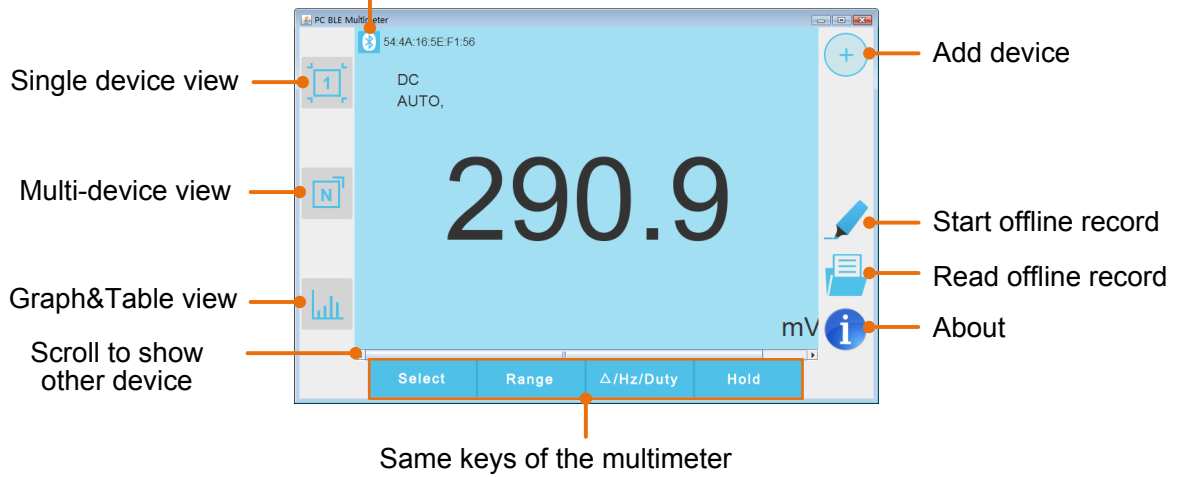 PC BLE Multimeter
54:4A:16:5E:F1:56
Add device
Single device view
1
+
DC
AUTO,
290.9
Multi-device view
N
Start offline record
Read offline record
Graph&Table view
mV
i
About
Scroll to show
other device
Select Range △/Hz/Duty Hold
Same keys of the multimeter